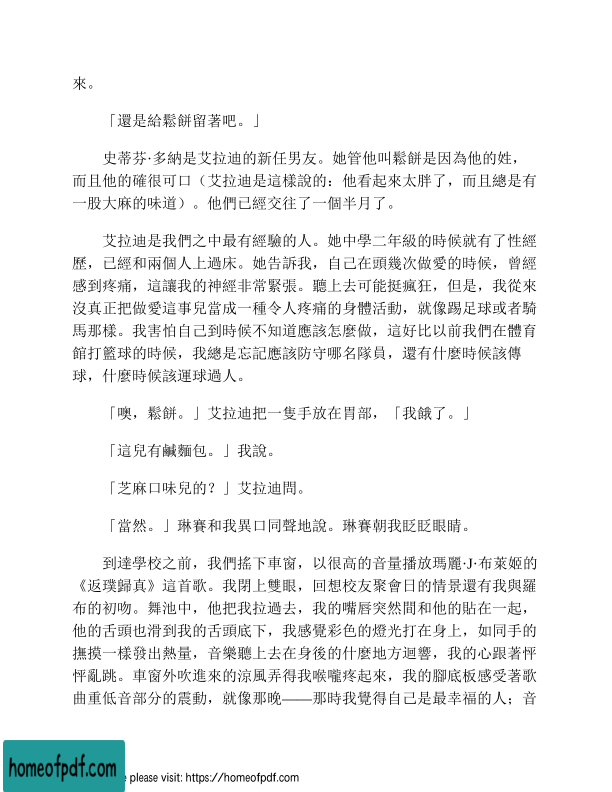 來。
「還是給鬆餅留著吧。」
史蒂芬·多納是艾拉迪的新任男友。她管他叫鬆餅是因為他的姓，
而且他的確很可口（艾拉迪是這樣說的：他看起來太胖了，而且總是有
一股大麻的味道）。他們已經交往了一個半月了。
艾拉迪是我們之中最有經驗的人。她中學二年級的時候就有了性經
歷，已經和兩個人上過床。她告訴我，自己在頭幾次做愛的時候，曾經
感到疼痛，這讓我的神經非常緊張。聽上去可能挺瘋狂，但是，我從來
沒真正把做愛這事兒當成一種令人疼痛的身體活動，就像踢足球或者騎
馬那樣。我害怕自己到時候不知道應該怎麼做，這好比以前我們在體育
館打籃球的時候，我總是忘記應該防守哪名隊員，還有什麼時候該傳
球，什麼時候該運球過人。
「噢，鬆餅。」艾拉迪把一隻手放在胃部，「我餓了。」
「這兒有鹹麵包。」我說。
「芝麻口味兒的？」艾拉迪問。
「當然。」琳賽和我異口同聲地說。琳賽朝我眨眨眼睛。
到達學校之前，我們搖下車窗，以很高的音量播放瑪麗·J·布萊姬的
《返璞歸真》這首歌。我閉上雙眼，回想校友聚會日的情景還有我與羅
布的初吻。舞池中，他把我拉過去，我的嘴唇突然間和他的貼在一起，
他的舌頭也滑到我的舌頭底下，我感覺彩色的燈光打在身上，如同手的
撫摸一樣發出熱量，音樂聽上去在身後的什麼地方迴響，我的心跟著怦
怦亂跳。車窗外吹進來的涼風弄得我喉嚨疼起來，我的腳底板感受著歌
曲重低音部分的震動，就像那晚——那時我覺得自己是最幸福的人；音
homeofpdf.com
please visit: https://homeofpdf.com